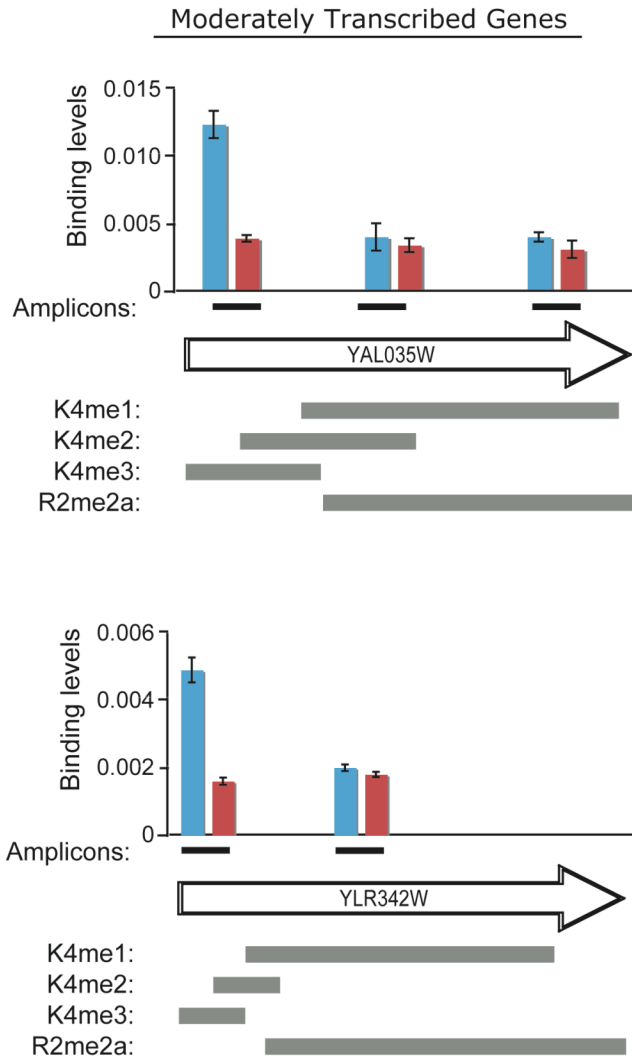 Moderately Transcribed Genes
Binding levels
0.015
0.010
0.005
0
Amplicons:
YAL035W
K4me1:
K4me2:
K4me3:
R2me2a:
Binding levels
0.006
0.004
0.002
0
Amplicons:
YLR342W
K4me1:
K4me2:
K4me3:
R2me2a: